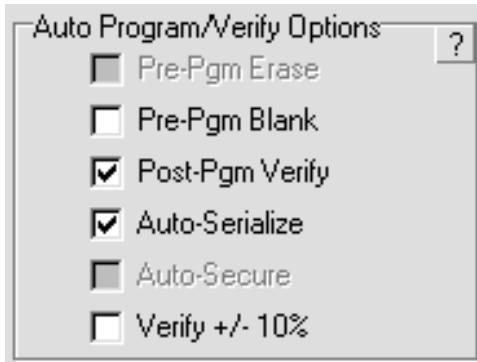 Auto Program/Verify Options
?
Pre-Pgm Erase
Pre-Pgm Blank
Post-Pgm Verify
Auto-Serialize
Auto-Secure
Verify +/- 10%